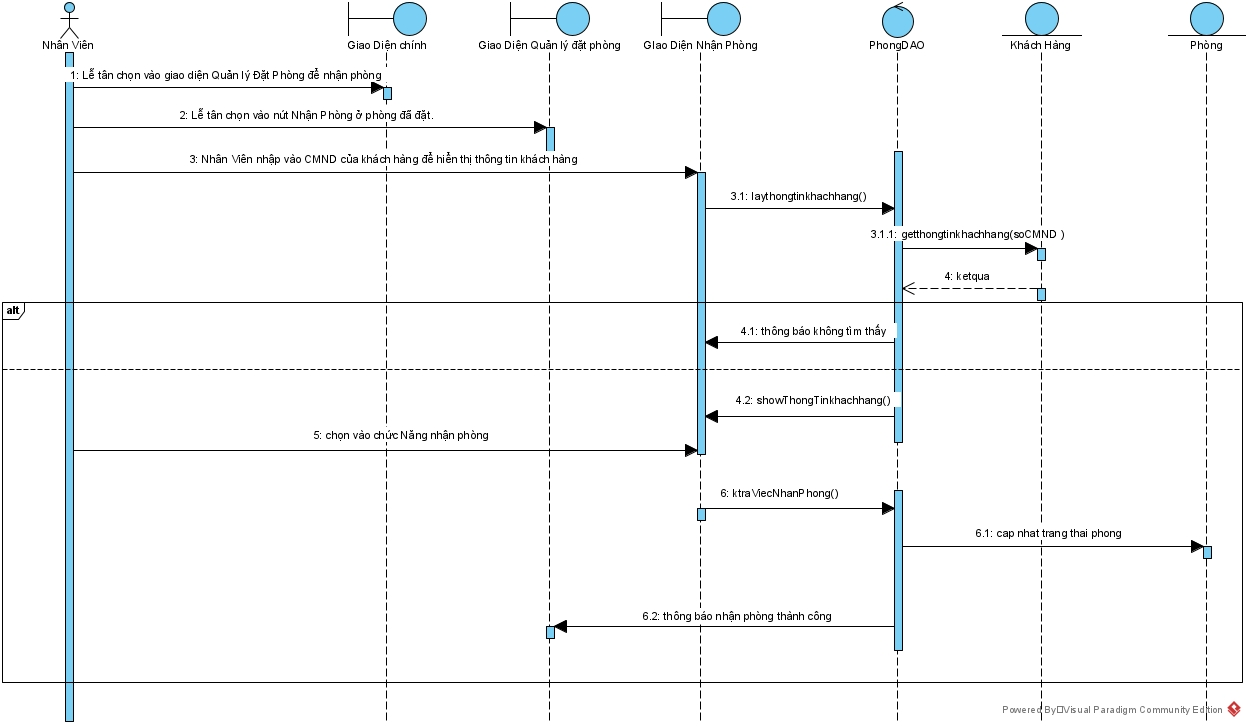 Nhân Viên
Giao Diện chính
Giao Diện Quản lý đặt phòng
GIao Diện Nhận Phòng
PhongDAO
Khách Hàng
Phòng
1: Lễ tân chọn vào giao diện Quản lý Đặt Phòng để nhận phòng
2: Lễ tân chọn vào nút Nhận Phòng ở phòng đã đặt.
3: Nhân Viên nhập vào CMND của khách hàng để hiển thị thông tin khách hàng
3.1: laythongtinkhachhang()
3.1.1: getthongtinkhachhang(soCMND )
4: ketqua
alt
4.1: thông báo không tìm thấy
4.2: showThongTinkhachhang()
5: chọn vào chức Năng nhận phòng
6: ktraViecNhanPhong()
6.1: cap nhat trang thai phong
6.2: thông báo nhận phòng thành công
Powered By Visual Paradigm Community Edition